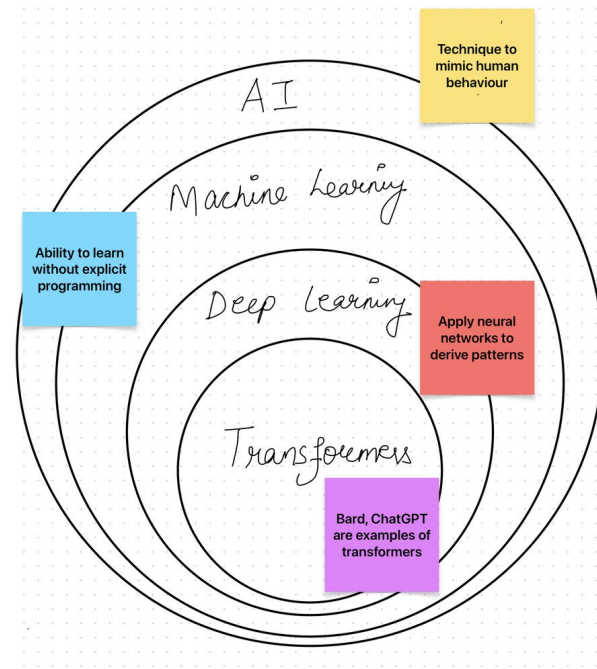 Technique to
mimic human
behaviour
AI
Machine Learning
Ability to learn
without explicit
programming
Deep Learning
Apply neural
networks to
derive patterns
Transformers
Bard, ChatGPT
are examples of
transformers